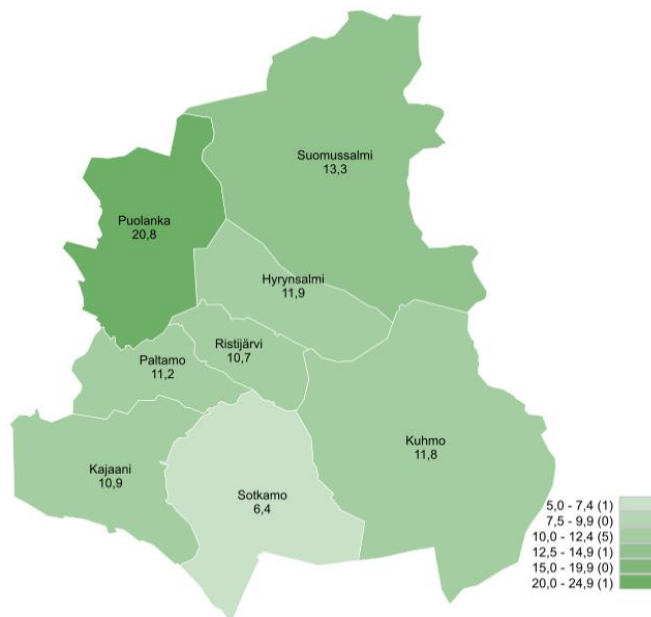 Suomussalmi
13,3
Puolanka
20,8
Hyrynsalmi
11,9
Ristijärvi
10,7
Paltamo
11,2
Kuhmo
11,8
Kajaani
10,9
Sotkamo
6,4
5,0 - 7,4 (1)
7,5 - 9,9 (0)
10,0 - 12,4 (5)
12,5 - 14,9 (1)
15,0 - 19,9 (0)
20,0 - 24,9 (1)